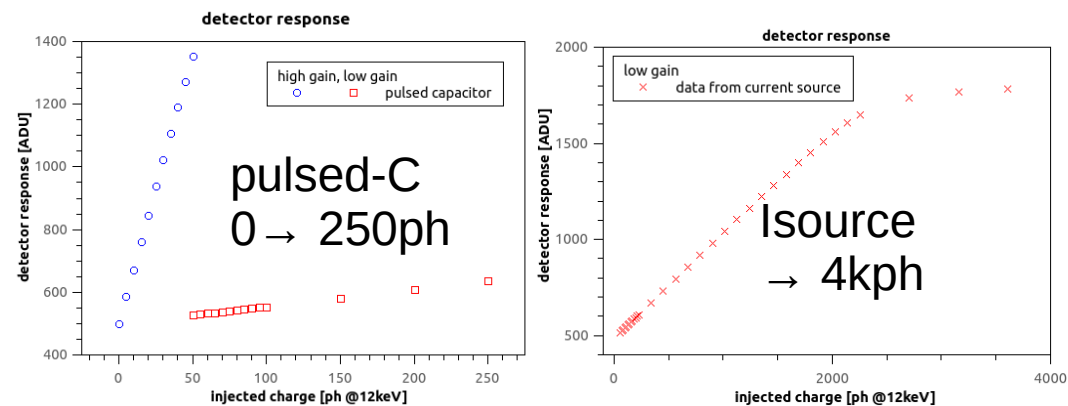 detector response
1400
1200
1000
800
600
400
detector response [ADU]
high gain, low gain
pulsed capacitor
pulsed-C
0→ 250ph
0
50
100
150
200
250
injected charge [ph @12keV]
detector response
2000
1500
1000
500
detector response [ADU]
low gain
data from current source
Isource
→ 4kph
0
2000
4000
injected charge [ph @12keV]